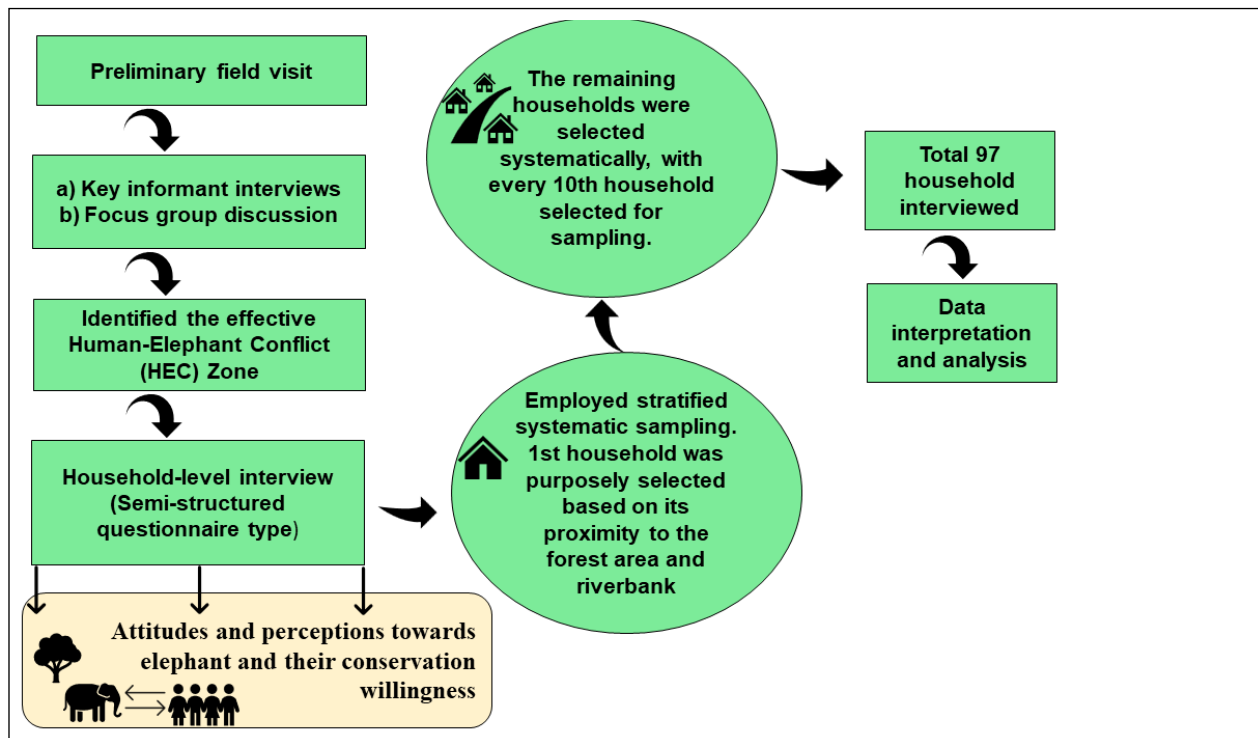 Preliminary field visit
a) Key informant interviews
b) Focus group discussion
Identified the effective
Human-Elephant Conflict
(HEC) Zone
Household-level interview
(Semi-structured
questionnaire type)
Attitudes and perceptions towards
elephant and their conservation
willingness
Employed stratified
systematic sampling.
1st household was
purposely selected
based on its
proximity to the
forest area and
riverbank
The remaining
households were
selected
systematically, with
every 10th household
selected for
sampling.
Total 97
household
interviewed
Data
interpretation
and analysis